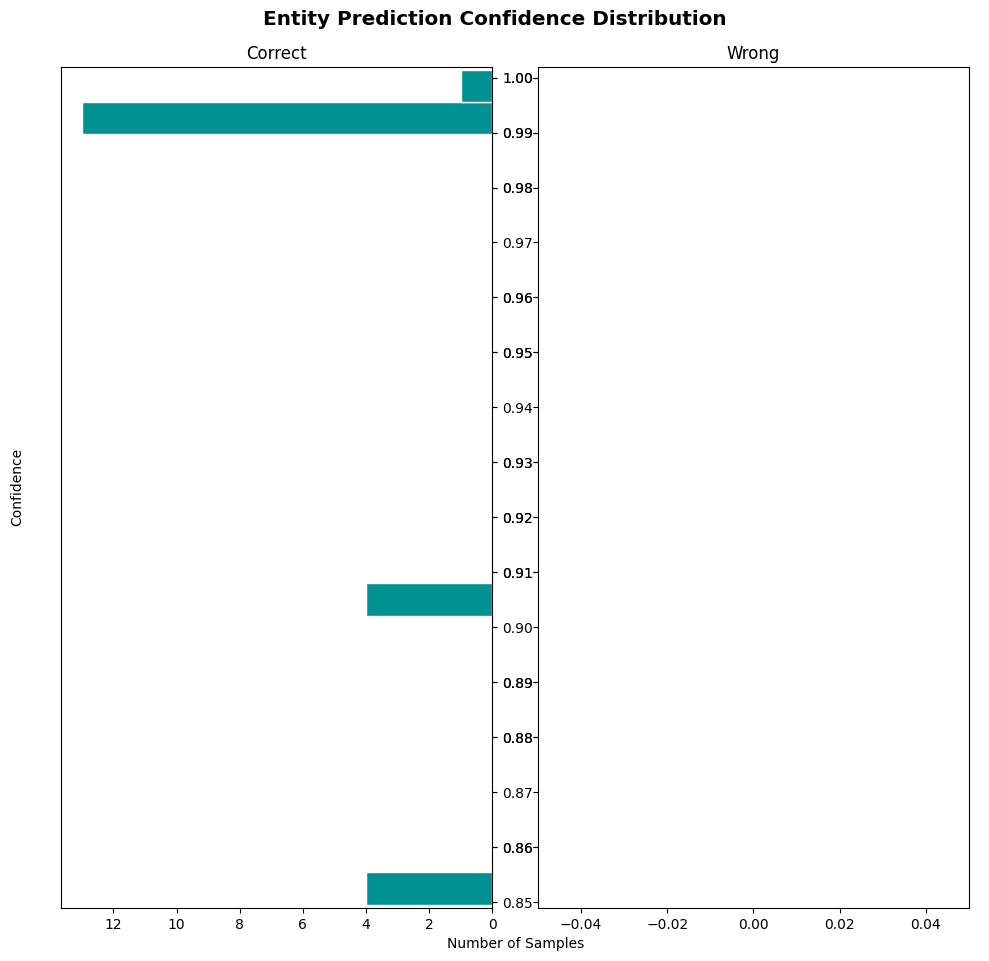 Entity Prediction Confidence Distribution
Correct
Wrong
1.00
0.99
0.98
0.97
0.96
0.95
0.94
0.93
0.92
0.91
0.90
0.89
0.88
0.87
0.86
0.85
Confidence
12 10 8 6 4 2 0
−0.04 −0.02 0.00 0.02 0.04
Number of Samples